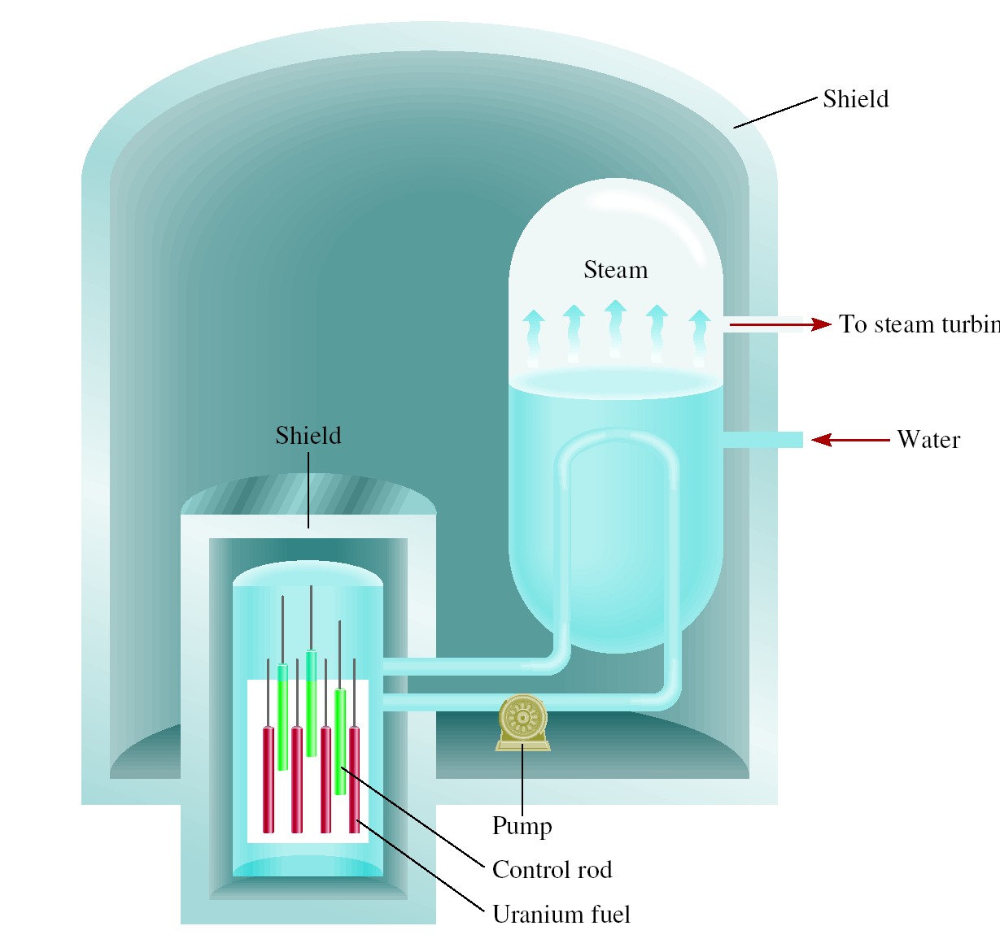 Shield
Steam
To steam turbin
Water
Shield
Pump
Control rod
Uranium fuel